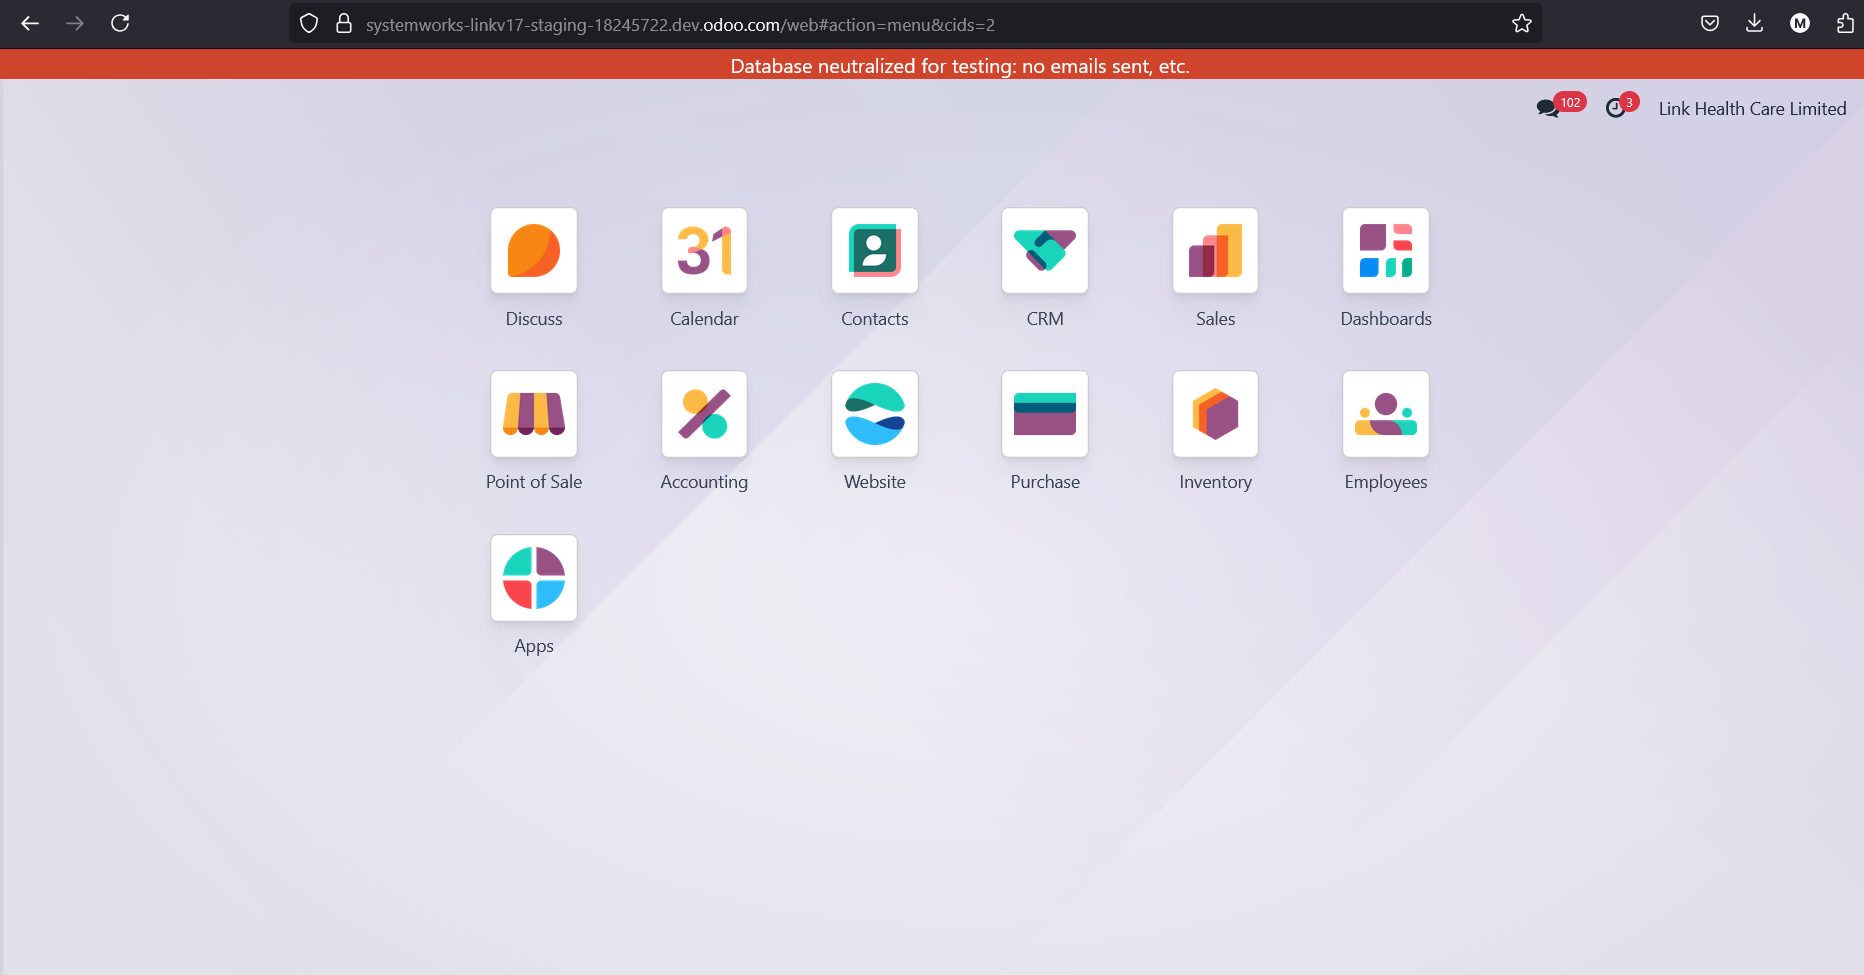 systemworks-linkv17-staging-18245722.dev.odoo.com/web#action=menu&cids=2
M
Database neutralized for testing: no emails sent, etc.
102
3
Link Health Care Limited
31
Discuss
Calendar
Contacts
CRM
Sales
Dashboards
Point of Sale
Accounting
Website
Purchase
Inventory
Employees
Apps